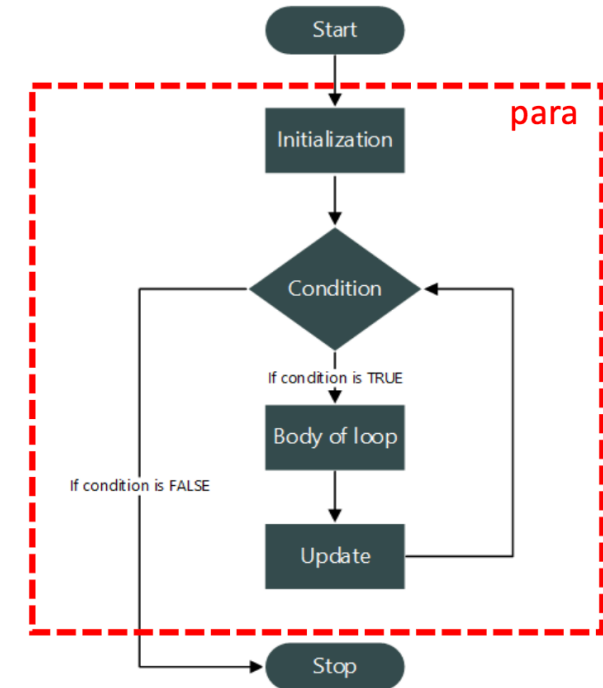 Start
para
Initialization
Condition
If condition is TRUE
Body of loop
If condition is FALSE
Update
Stop